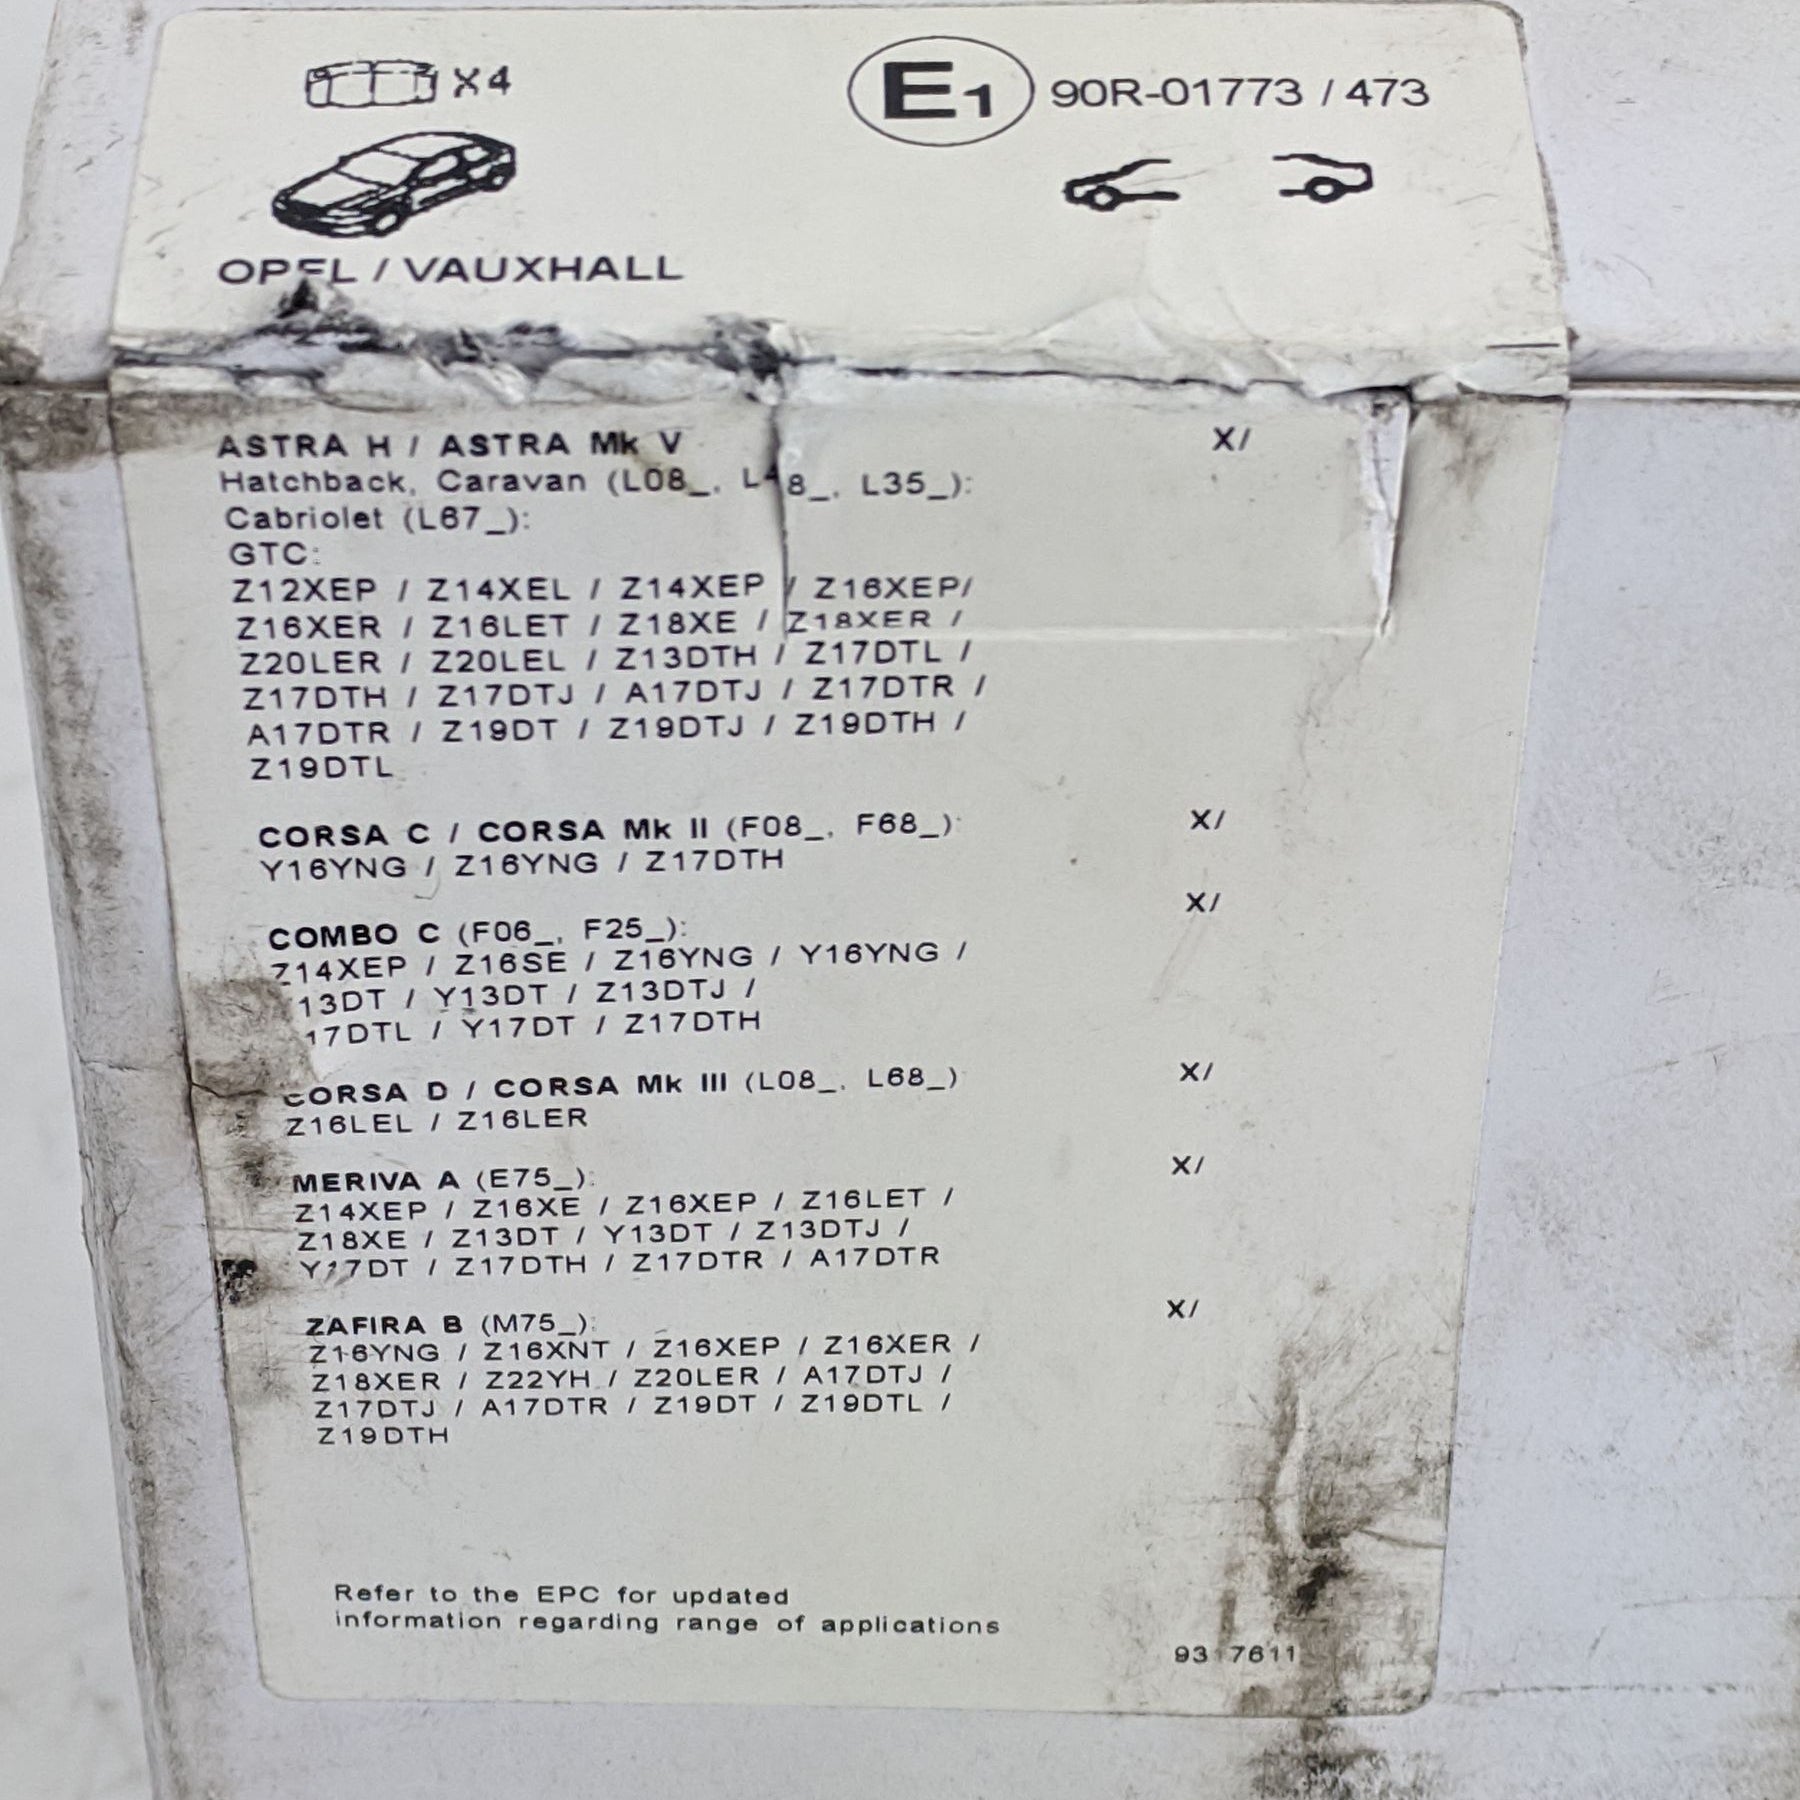 X4
E1 90R-01773 / 473
OPEL / VAUXHALL
ASTRA H / ASTRA Mk V X/
Hatchback, Caravan (L08_, L48_, L35_):
Cabriolet (L67_):
GTC:
Z12XEP / Z14XEL / Z14XEP / Z16XEP/
Z16XER / Z16LET / Z18XE / Z18XER /
Z20LER / Z20LEL / Z13DTH / Z17DTL /
Z17DTH / Z17DTJ / A17DTJ / Z17DTR /
A17DTR / Z19DT / Z19DTJ / Z19DTH /
Z19DTL
CORSA C / CORSA Mk II (F08_, F68_): X/
Y16YNG / Z16YNG / Z17DTH
COMBO C (F06_, F25_): X/
Z14XEP / Z16SE / Z16YNG / Y16YNG /
13DT / Y13DT / Z13DTJ /
17DTL / Y17DT / Z17DTH
CORSA D / CORSA Mk III (L08_, L68_) X/
Z16LEL / Z16LER
MERIVA A (E75_): X/
Z14XEP / Z16XE / Z16XEP / Z16LET /
Z18XE / Z13DT / Y13DT / Z13DTJ /
Y17DT / Z17DTH / Z17DTR / A17DTR
ZAFIRA B (M75_): X/
Z16YNG / Z16XNT / Z16XEP / Z16XER /
Z18XER / Z22YH / Z20LER / A17DTJ /
Z17DTJ / A17DTR / Z19DT / Z19DTL /
Z19DTH
Refer to the EPC for updated
information regarding range of applications
9317611